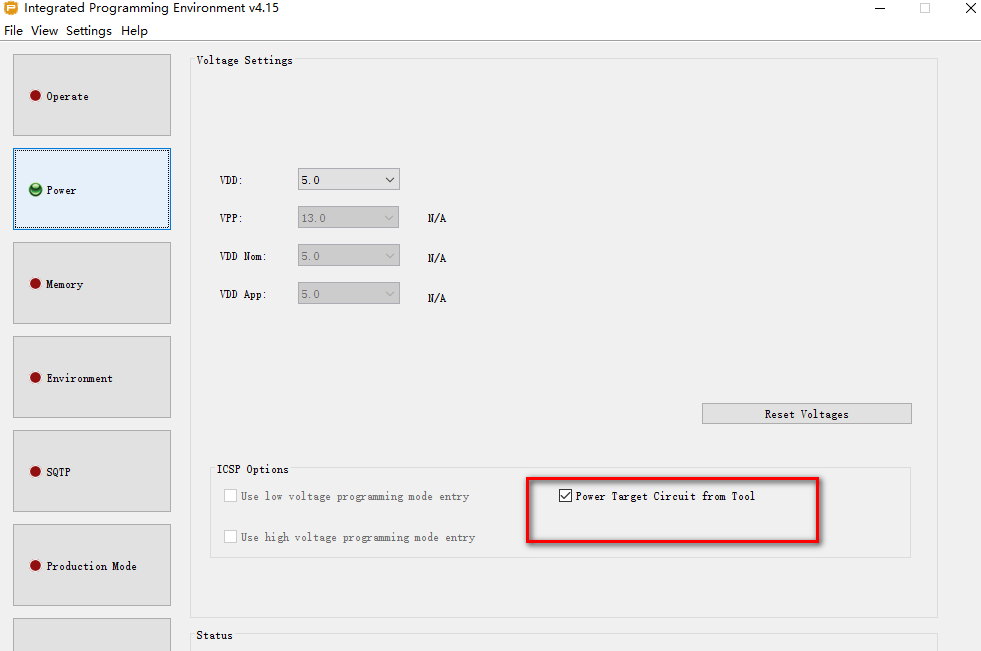 Integrated Programming Environment v4.15
File View Settings Help
Operate
Power
Memory
Environment
SQTP
Production Mode
Voltage Settings
VDD: 5.0
VPP: 13.0 N/A
VDD Nom: 5.0 N/A
VDD App: 5.0 N/A
Reset Voltages
ICSP Options
Use low voltage programming mode entry
Power Target Circuit from Tool
Use high voltage programming mode entry
Status